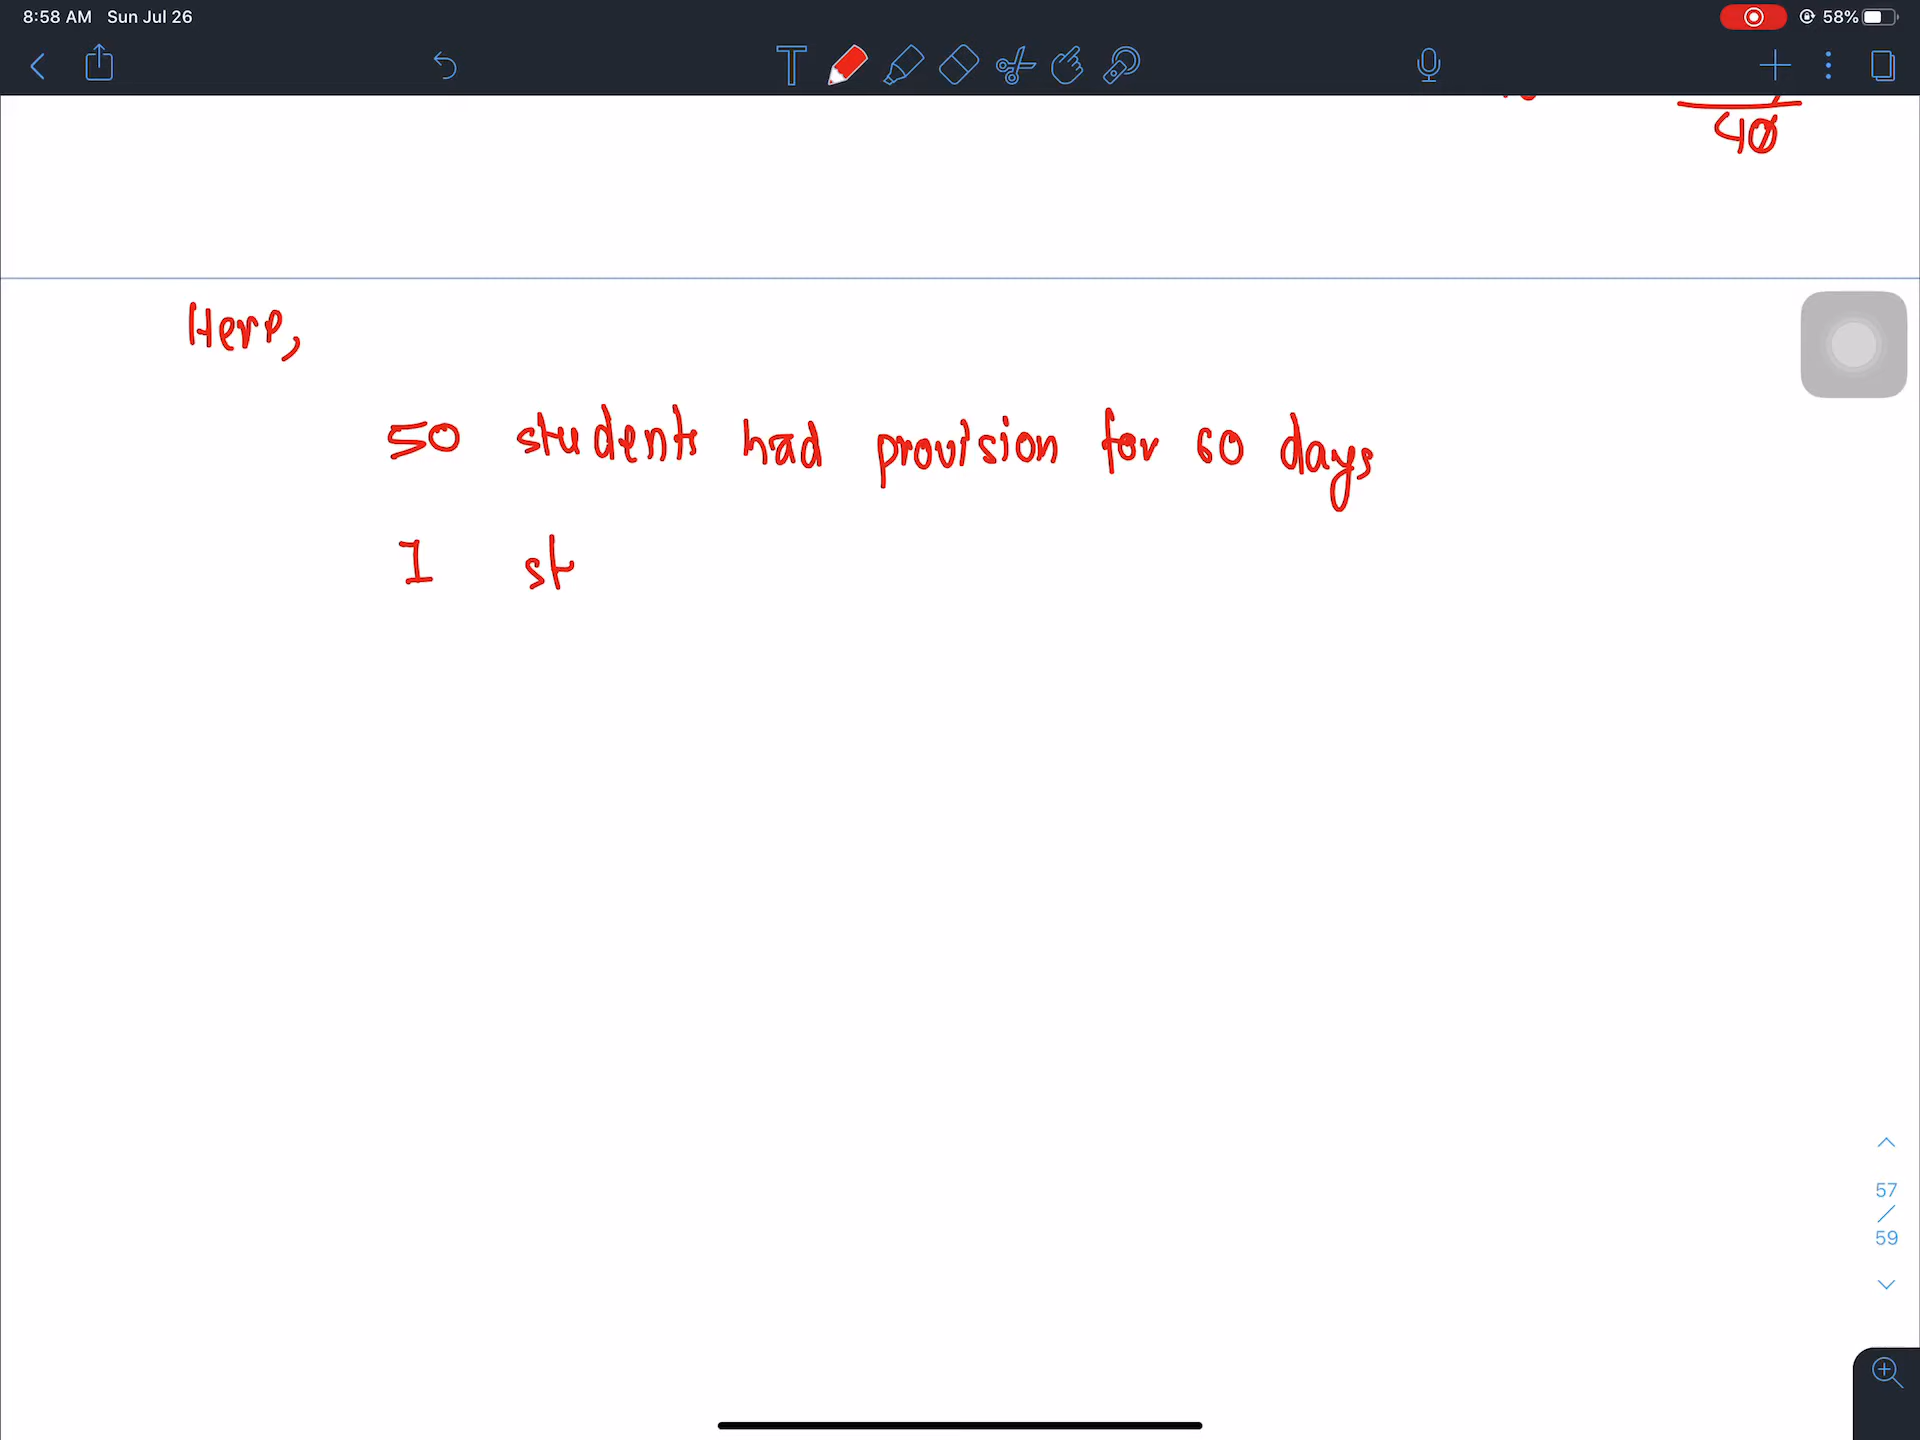 8:58 AM Sun Jul 26
58%
40
Here,
50 students had provision for 60 days
1 st
57
/
59